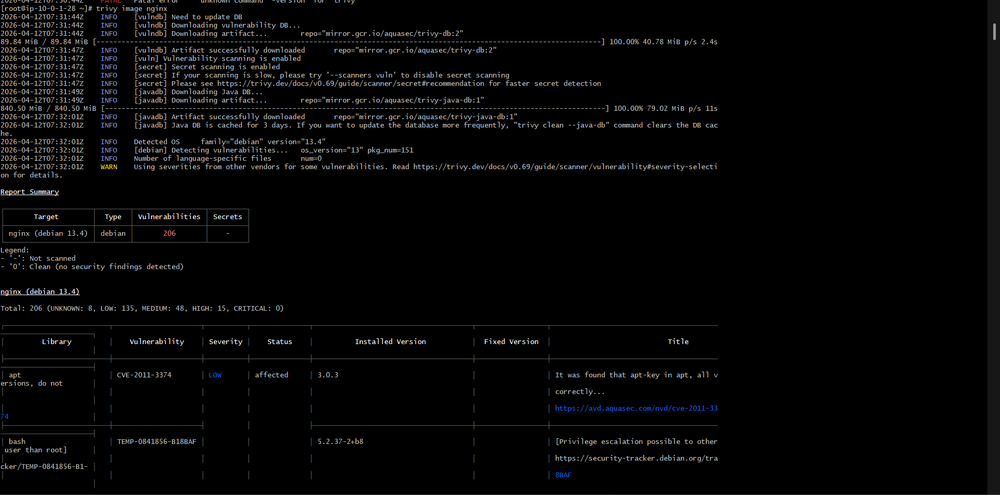 2026-04-12T07:30:44Z FATAL Fatal error unknown command "-version" for "trivy"
[root@ip-10-0-1-28 ~]# trivy image nginx
2026-04-12T07:31:44Z INFO [vulndb] Need to update DB
2026-04-12T07:31:44Z INFO [vulndb] Downloading vulnerability DB...
2026-04-12T07:31:44Z INFO [vulndb] Downloading artifact... repo="mirror.gcr.io/aquasec/trivy-db:2"
89.84 MiB / 89.84 MiB [------------------------------------------------------------------------------------------------------------------------] 100.00% 40.78 MiB p/s 2.4s
2026-04-12T07:31:47Z INFO [vulndb] Artifact successfully downloaded repo="mirror.gcr.io/aquasec/trivy-db:2"
2026-04-12T07:31:47Z INFO [vuln] Vulnerability scanning is enabled
2026-04-12T07:31:47Z INFO [secret] Secret scanning is enabled
2026-04-12T07:31:47Z INFO [secret] If your scanning is slow, please try '--scanners vuln' to disable secret scanning
2026-04-12T07:31:47Z INFO [secret] Please see https://trivy.dev/docs/v0.69/guide/scanner/secret#recommendation for faster secret detection
2026-04-12T07:31:49Z INFO [javadb] Downloading Java DB...
2026-04-12T07:31:49Z INFO [javadb] Downloading artifact... repo="mirror.gcr.io/aquasec/trivy-java-db:1"
840.50 MiB / 840.50 MiB [------------------------------------------------------------------------------------------------------------------------] 100.00% 79.02 MiB p/s 11s
2026-04-12T07:32:01Z INFO [javadb] Artifact successfully downloaded repo="mirror.gcr.io/aquasec/trivy-java-db:1"
2026-04-12T07:32:01Z INFO [javadb] Java DB is cached for 3 days. If you want to update the database more frequently, "trivy clean --java-db" command clears the DB cac
he.
2026-04-12T07:32:01Z INFO Detected OS family="debian" version="13.4"
2026-04-12T07:32:01Z INFO [debian] Detecting vulnerabilities... os_version="13" pkg_num=151
2026-04-12T07:32:01Z INFO Number of language-specific files num=0
2026-04-12T07:32:01Z WARN Using severities from other vendors for some vulnerabilities. Read https://trivy.dev/docs/v0.69/guide/scanner/vulnerability#severity-selecti
on for details.
Report Summary
Target Type Vulnerabilities Secrets
nginx (debian 13.4) debian 206 -
Legend:
- '-': Not scanned
- '0': Clean (no security findings detected)
nginx (debian 13.4)
Total: 206 (UNKNOWN: 8, LOW: 135, MEDIUM: 48, HIGH: 15, CRITICAL: 0)
Library Vulnerability Severity Status Installed Version Fixed Version Title
apt CVE-2011-3374 LOW affected 3.0.3 It was found that apt-key in apt, all v
ersions, do not
correctly...
https://avd.aquasec.com/nvd/cve-2011-33
74
bash TEMP-0841856-B18BAF 5.2.37-2+b8 [Privilege escalation possible to other
user than root]
https://security-tracker.debian.org/tra
cker/TEMP-0841856-B1-
8BAF